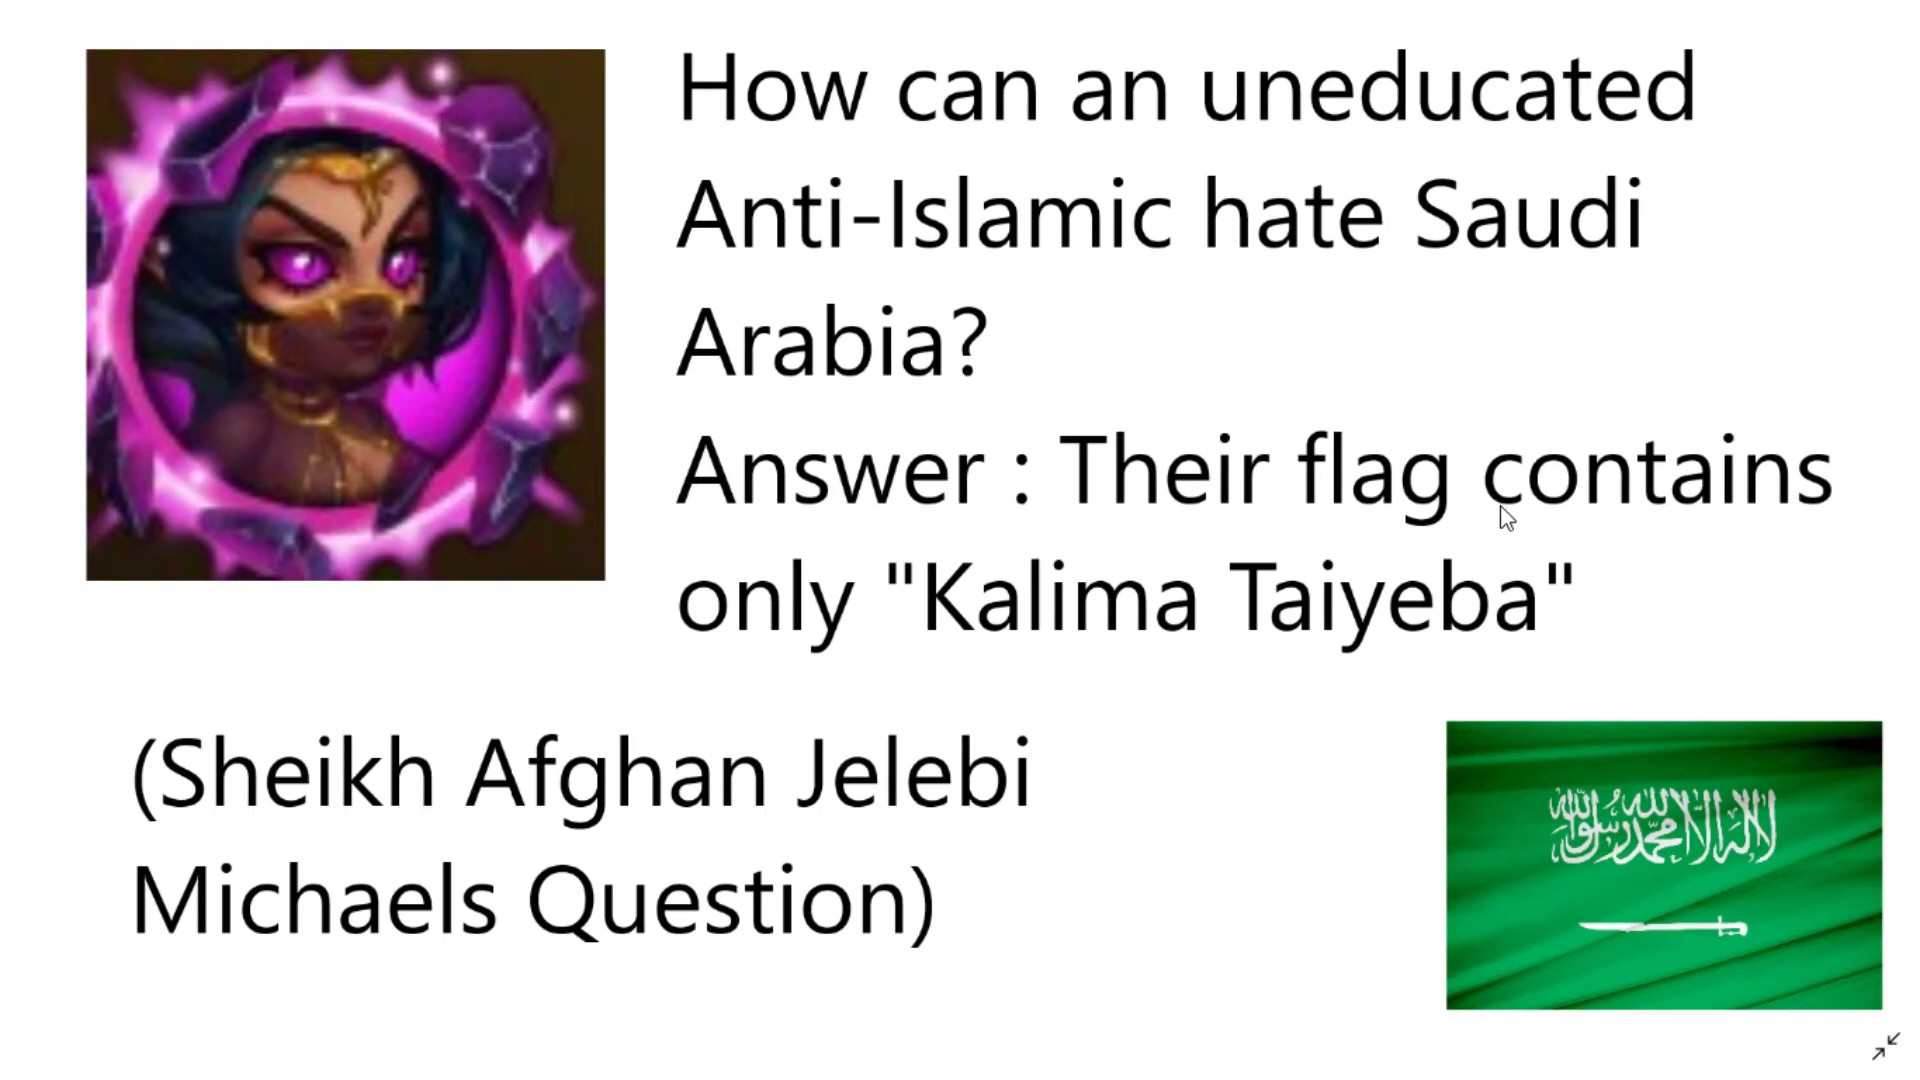 How can an uneducated
Anti-Islamic hate Saudi
Arabia?
Answer : Their flag contains
only "Kalima Taiyeba"
(Sheikh Afghan Jelebi
Michaels Question)
لا إله إلا الله محمد رسول الله